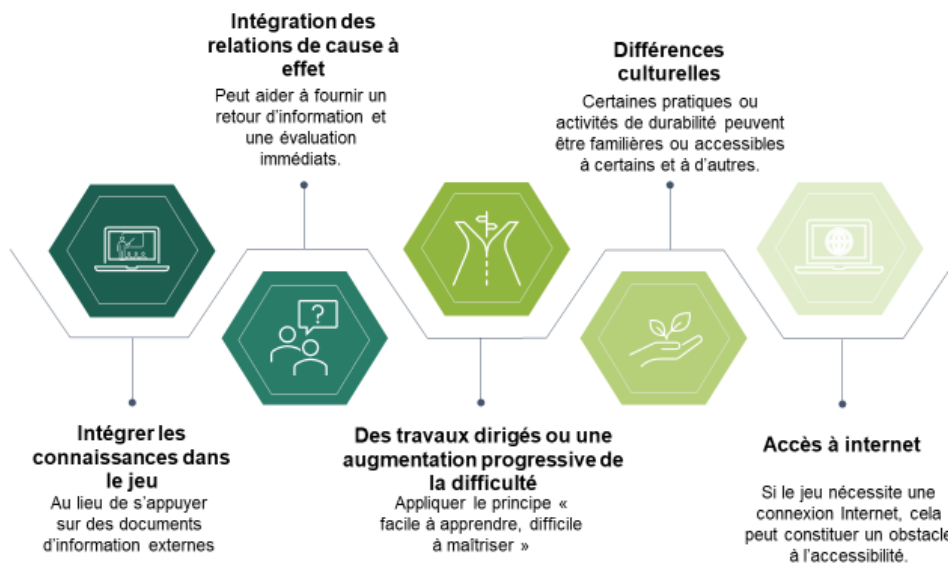 Intégration des
relations de cause à
effet
Peut aider à fournir un
retour d'information et
une évaluation
immédiats.
Différences
culturelles
Certaines pratiques ou
activités de durabilité peuvent
être familières ou accessibles
à certains et à d'autres.
?
Intégrer les
connaissances dans
le jeu
Au lieu de s'appuyer
sur des documents
d'information externes
Des travaux dirigés ou une
augmentation progressive de
la difficulté
Appliquer le principe «
facile à apprendre, difficile
à maîtriser »
Accès à internet
Si le jeu nécessite une
connexion Internet, cela
peut constituer un obstacle
à l'accessibilité.